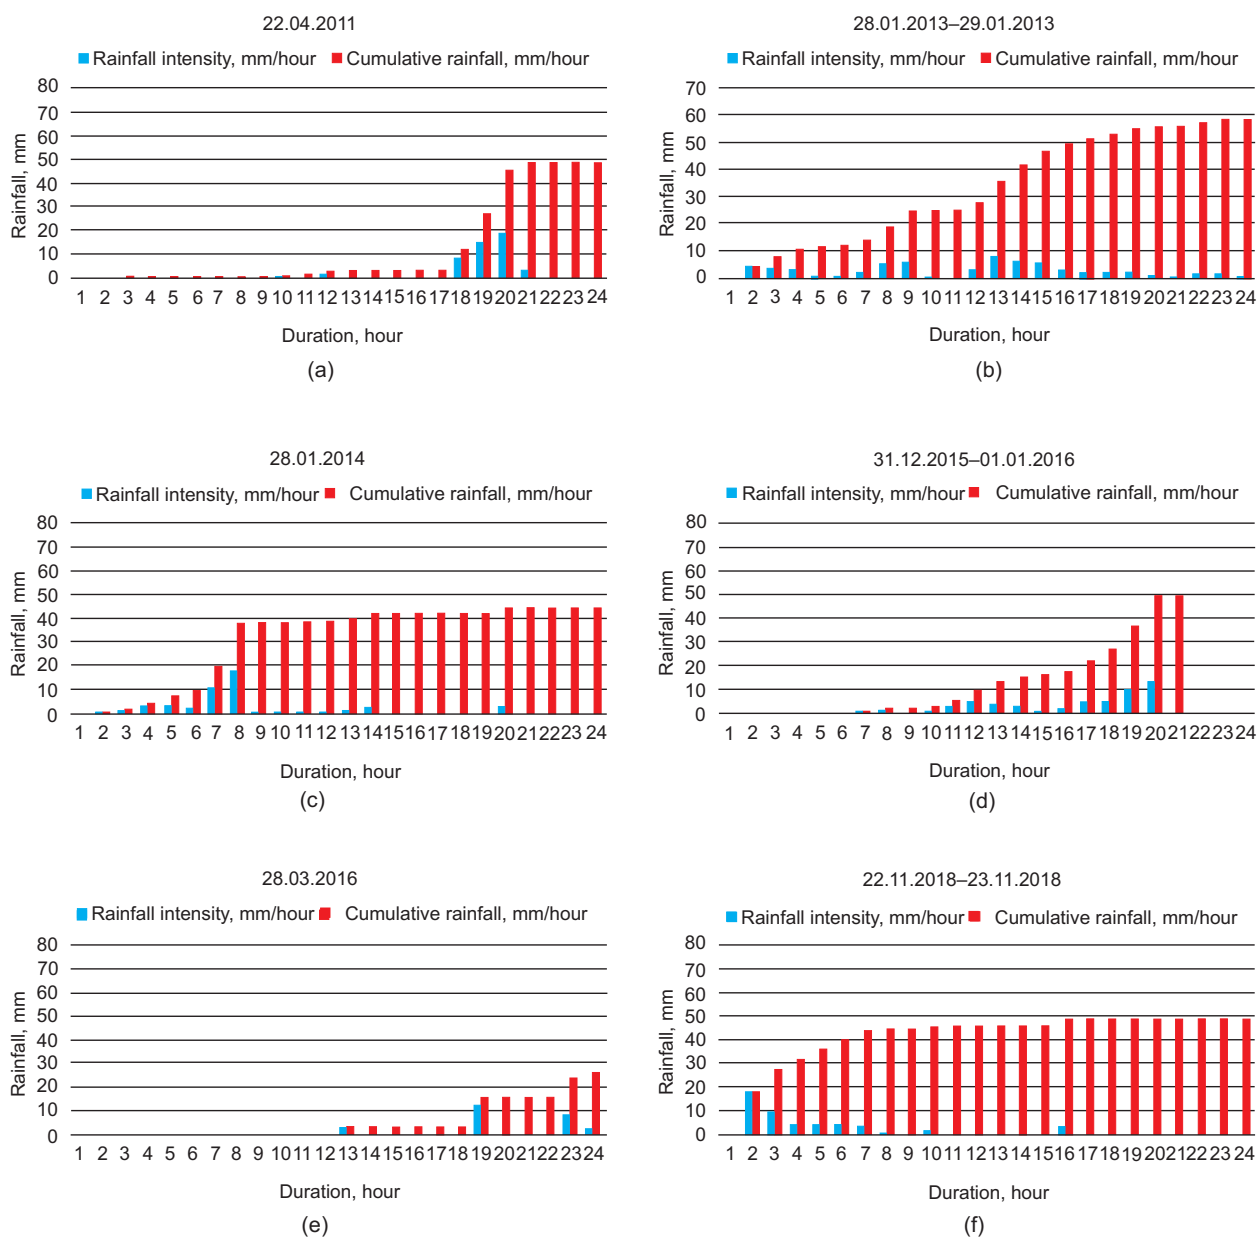 22.04.2011
Rainfall intensity, mm/hour Cumulative rainfall, mm/hour
80
70
60
50
40
30
20
10
0
Rainfall, mm
1 2 3 4 5 6 7 8 9 10 11 12 13 14 15 16 17 18 19 20 21 22 23 24
Duration, hour
(a)
28.01.2013–29.01.2013
Rainfall intensity, mm/hour Cumulative rainfall, mm/hour
70
60
50
40
30
20
10
0
Rainfall, mm
1 2 3 4 5 6 7 8 9 10 11 12 13 14 15 16 17 18 19 20 21 22 23 24
Duration, hour
(b)
28.01.2014
Rainfall intensity, mm/hour Cumulative rainfall, mm/hour
80
70
60
50
40
30
20
10
0
Rainfall, mm
1 2 3 4 5 6 7 8 9 10 11 12 13 14 15 16 17 18 19 20 21 22 23 24
Duration, hour
(c)
31.12.2015–01.01.2016
Rainfall intensity, mm/hour Cumulative rainfall, mm/hour
80
70
60
50
40
30
20
10
0
Rainfall, mm
1 2 3 4 5 6 7 8 9 10 11 12 13 14 15 16 17 18 19 20 21 22 23 24
Duration, hour
(d)
28.03.2016
Rainfall intensity, mm/hour Cumulative rainfall, mm/hour
80
70
60
50
40
30
20
10
0
Rainfall, mm
1 2 3 4 5 6 7 8 9 10 11 12 13 14 15 16 17 18 19 20 21 22 23 24
Duration, hour
(e)
22.11.2018–23.11.2018
Rainfall intensity, mm/hour Cumulative rainfall, mm/hour
80
70
60
50
40
30
20
10
0
Rainfall, mm
1 2 3 4 5 6 7 8 9 10 11 12 13 14 15 16 17 18 19 20 21 22 23 24
Duration, hour
(f)